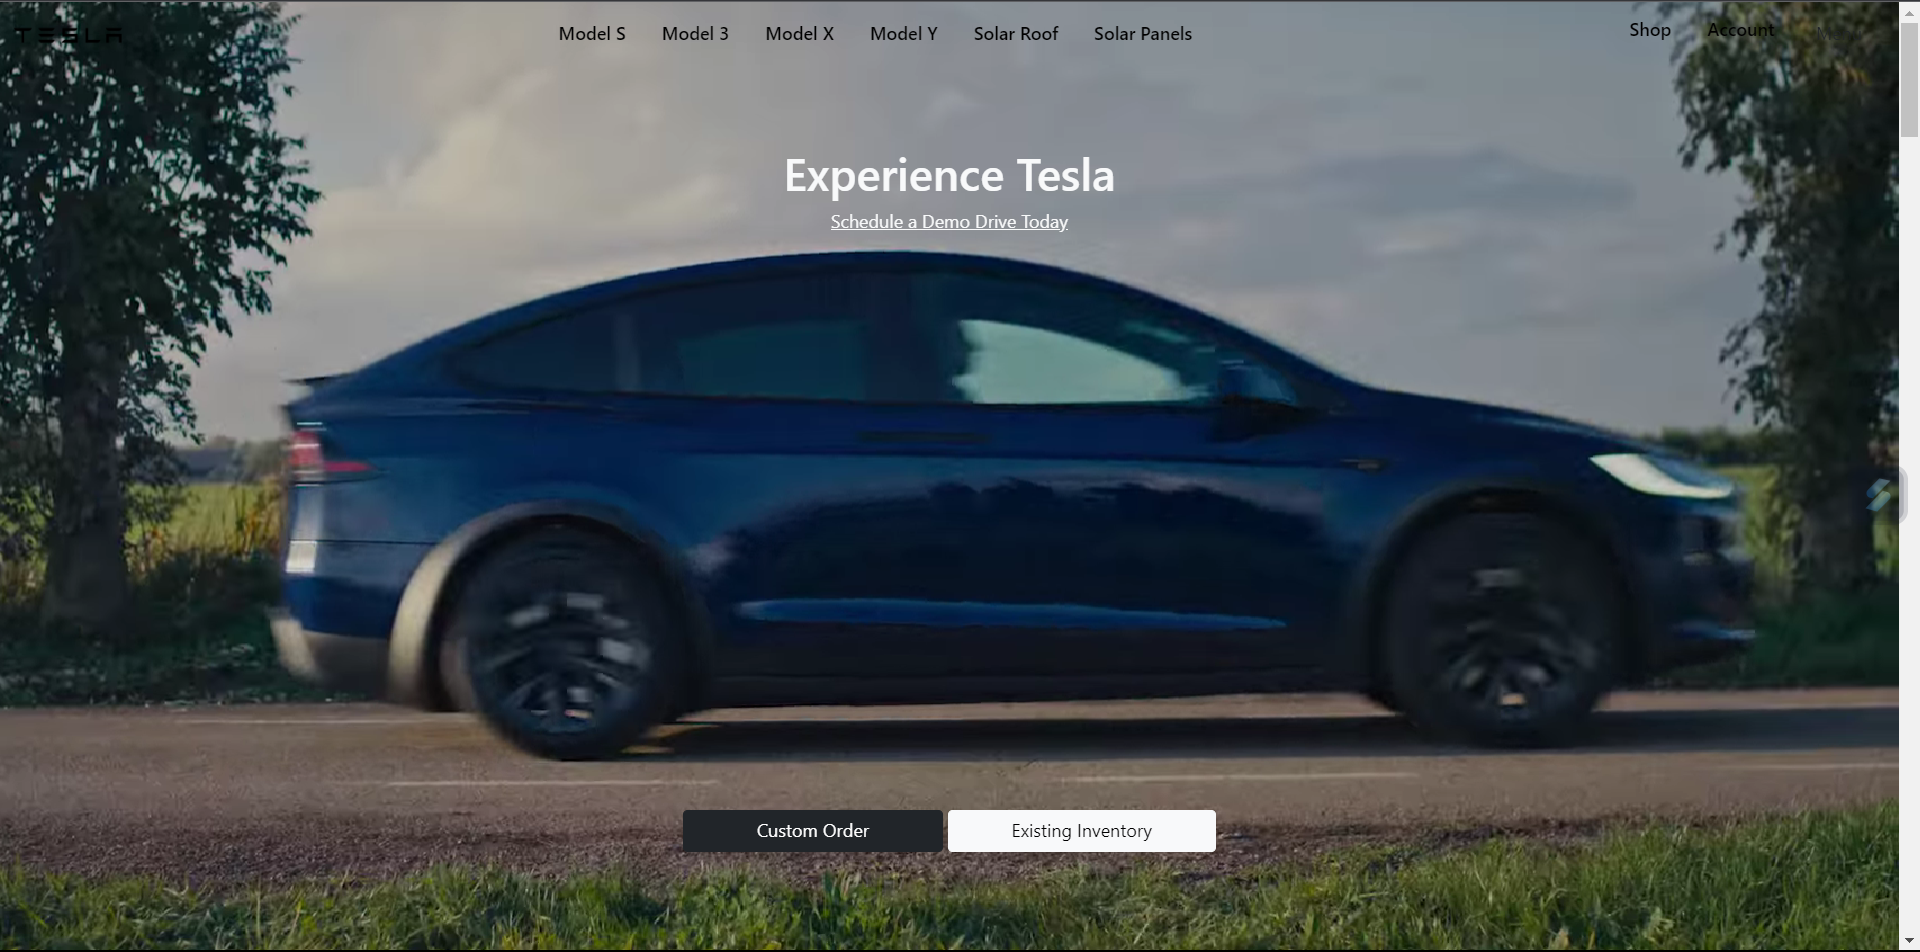 TESLA
Model S Model 3 Model X Model Y Solar Roof Solar Panels
Shop Account
Experience Tesla
Schedule a Demo Drive Today
Custom Order Existing Inventory